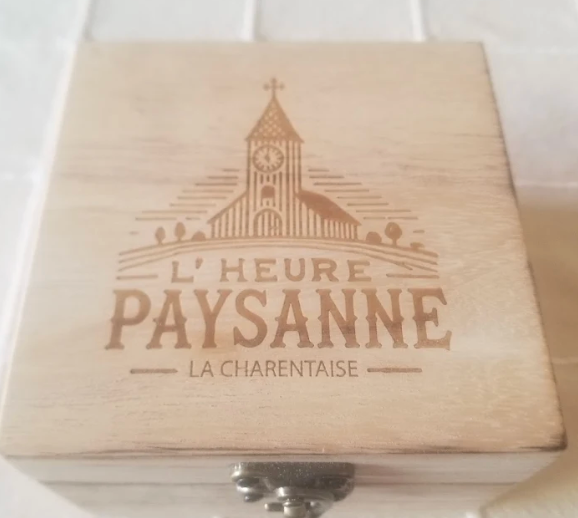 L' HEURE
PAYSANNE
LA CHARENTAISE